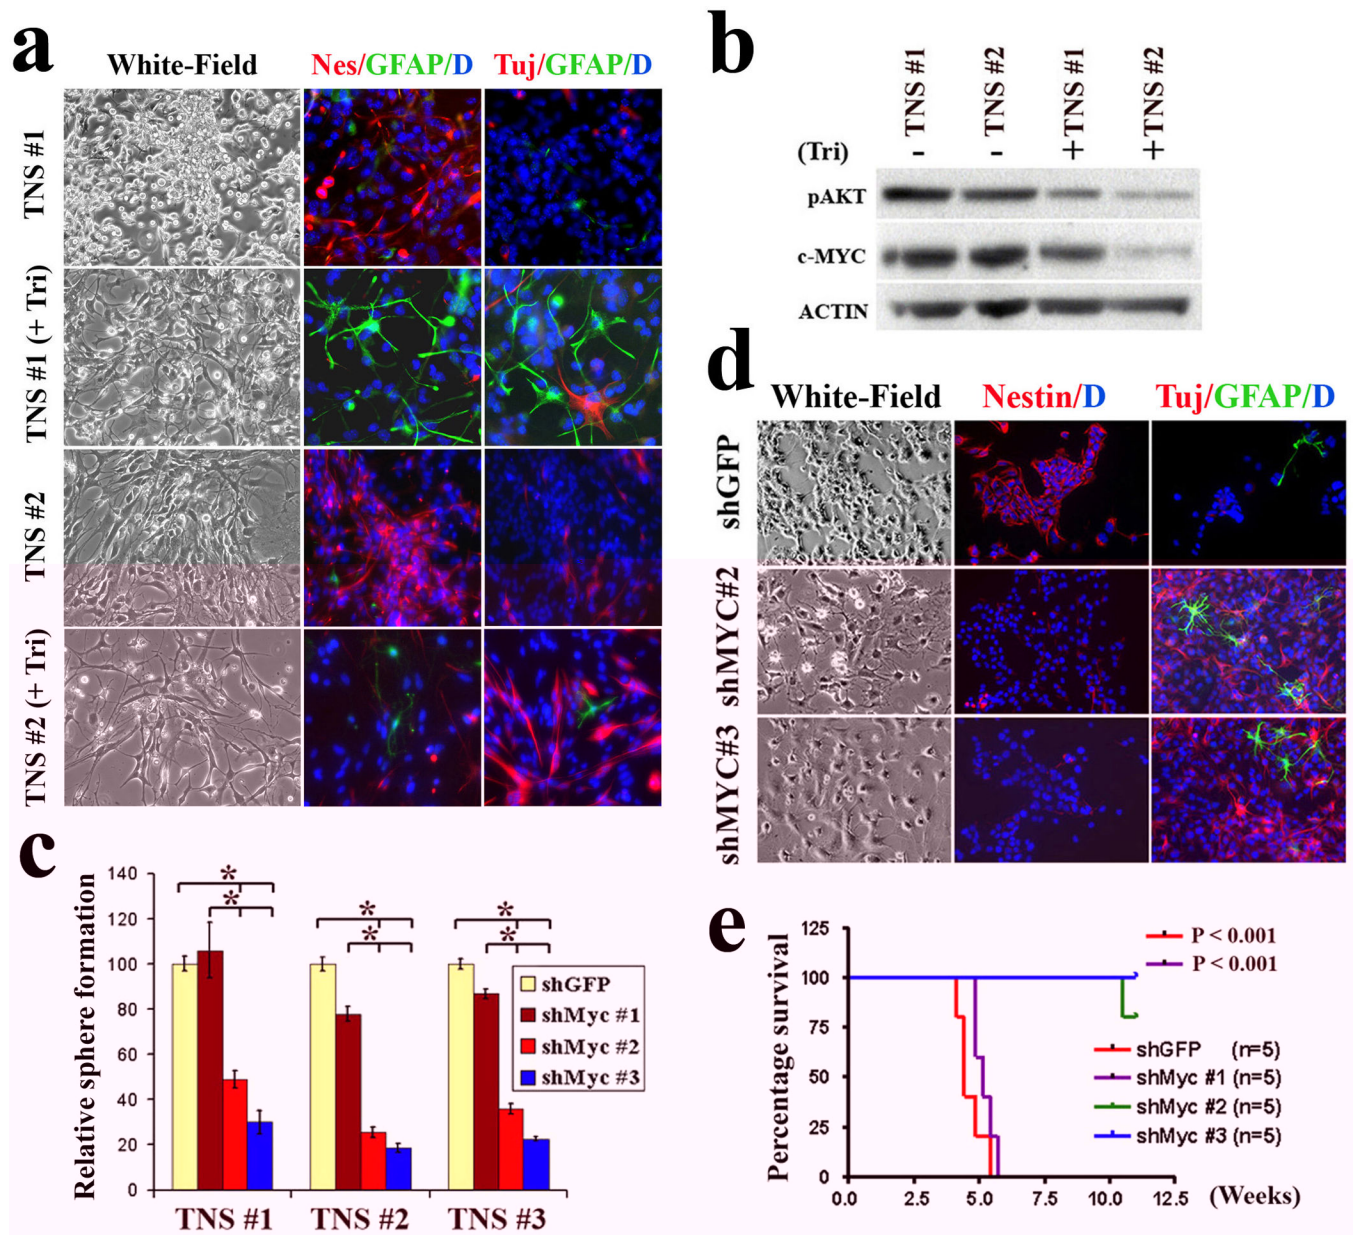 a
White-Field
Nes/GFAP/D
Tuj/GFAP/D
TNS #1
TNS #1 (+ Tri)
TNS #2
TNS #2 (+ Tri)
b
TNS #1
TNS #2
TNS #1
TNS #2
(Tri) - - + +
pAKT
c-MYC
ACTIN
c
Relative sphere formation
140
120
100
80
60
40
20
0
*
*
*
*
*
*
shGFP
shMyc #1
shMyc #2
shMyc #3
TNS #1
TNS #2
TNS #3
d
White-Field
Nestin/D
Tuj/GFAP/D
shGFP
shMYC#2
shMYC#3
e
Percentage survival
125
100
75
50
25
0
P < 0.001
P < 0.001
shGFP (n=5)
shMyc #1 (n=5)
shMyc #2 (n=5)
shMyc #3 (n=5)
0.0 2.5 5.0 7.5 10.0 12.5 (Weeks)